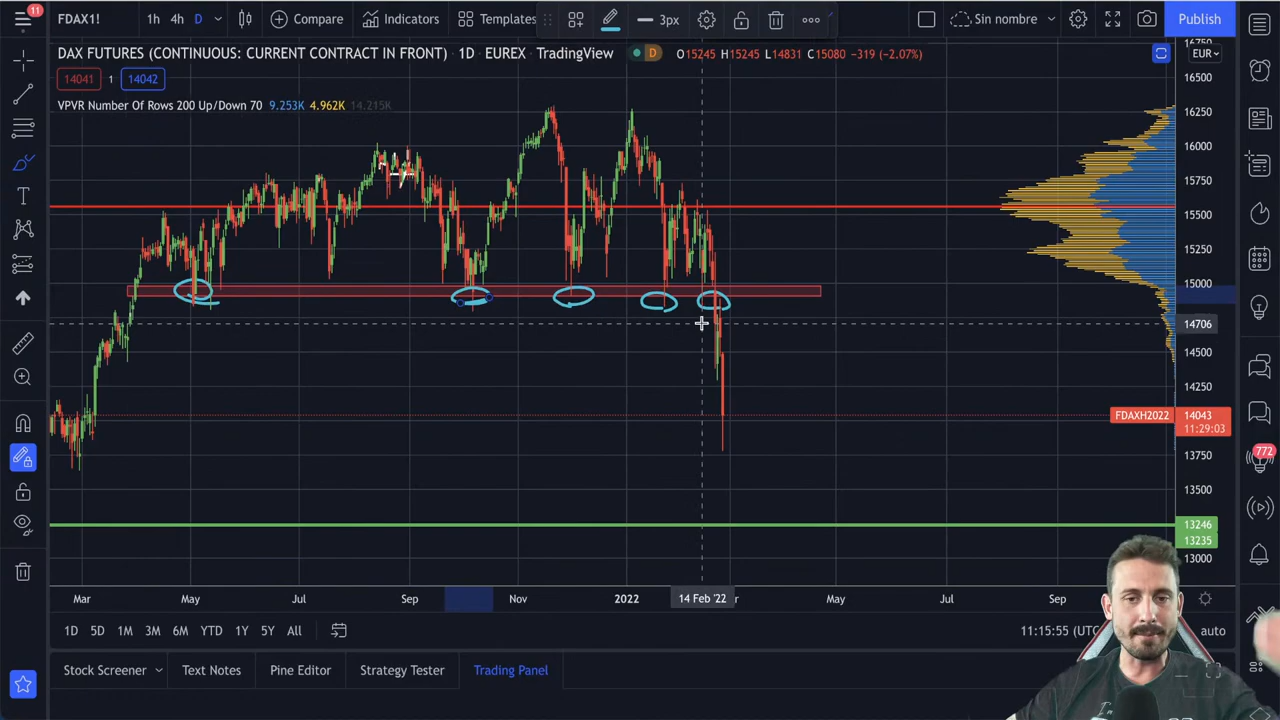 11
FDAX1!
1h 4h D
Compare
Indicators
Templates
3px
Sin nombre
Publish
DAX FUTURES (CONTINUOUS: CURRENT CONTRACT IN FRONT) · 1D · EUREX · TradingView
D
O15245 H15245 L14831 C15080 -319 (-2.07%)
EUR
14041 1 14042
VPVR Number Of Rows 200 Up/Down 70 9.253K 4.962K 14.215K
16500
16250
16000
15750
15500
15250
15000
14706
14500
14250
FDAXH2022 14043
11:29:03
13750
13500
13246
13235
13000
772
Mar May Jul Sep Nov 2022 14 Feb '22 May Jul Sep
1D 5D 1M 3M 6M YTD 1Y 5Y All
11:15:55 (UTC
auto
Stock Screener
Text Notes
Pine Editor
Strategy Tester
Trading Panel